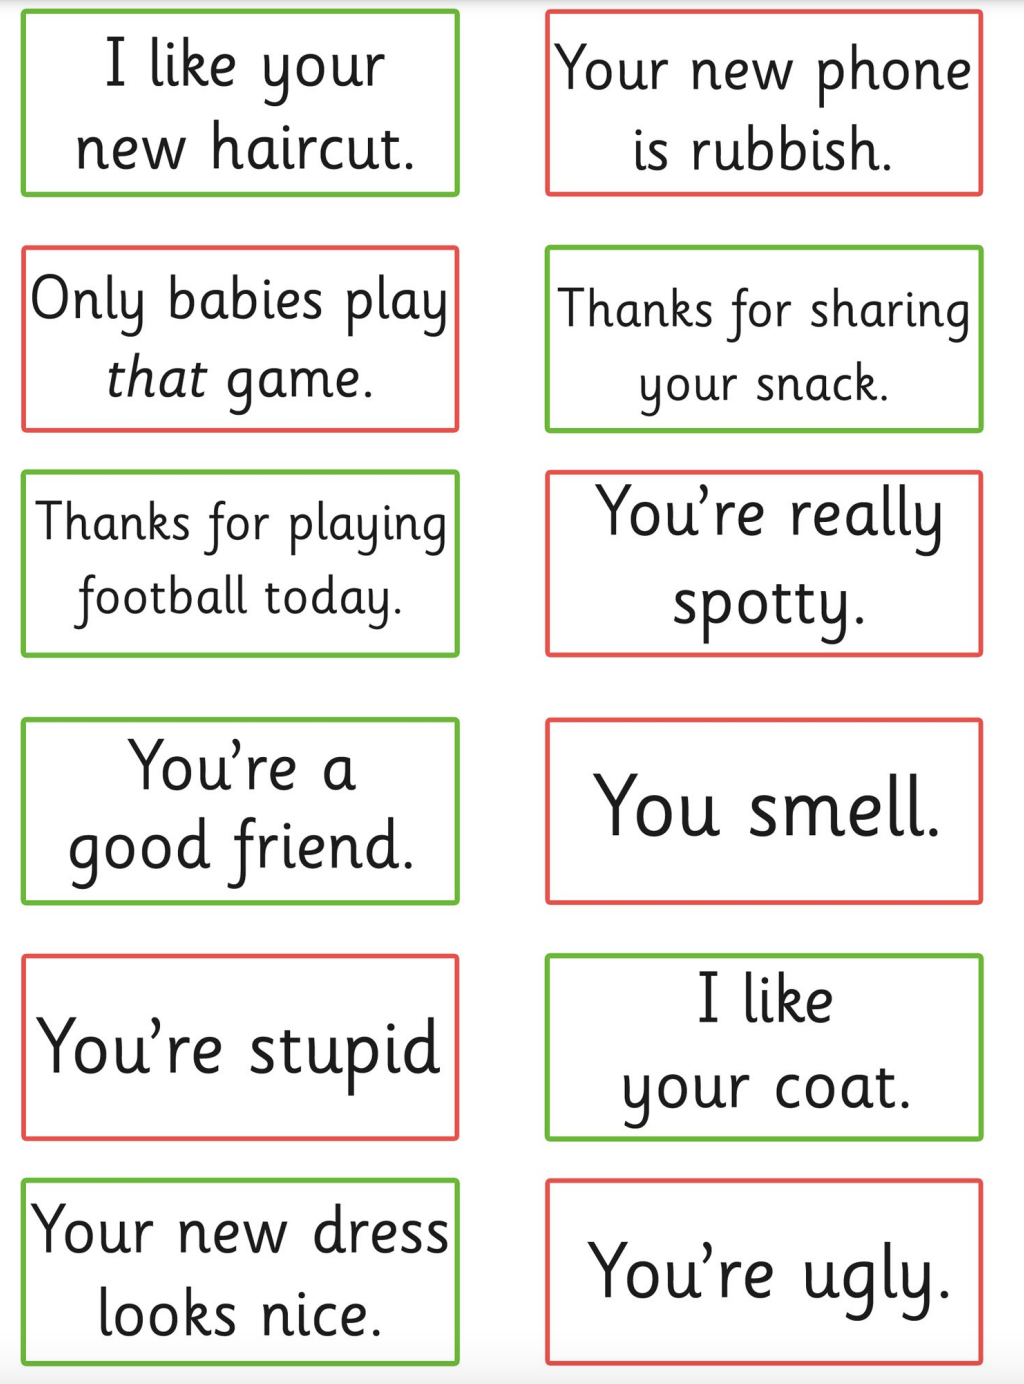 I like your
new haircut.
Your new phone
is rubbish.
Only babies play
that game.
Thanks for sharing
your snack.
Thanks for playing
football today.
You’re really
spotty.
You’re a
good friend.
You smell.
You’re stupid
I like
your coat.
Your new dress
looks nice.
You’re ugly.